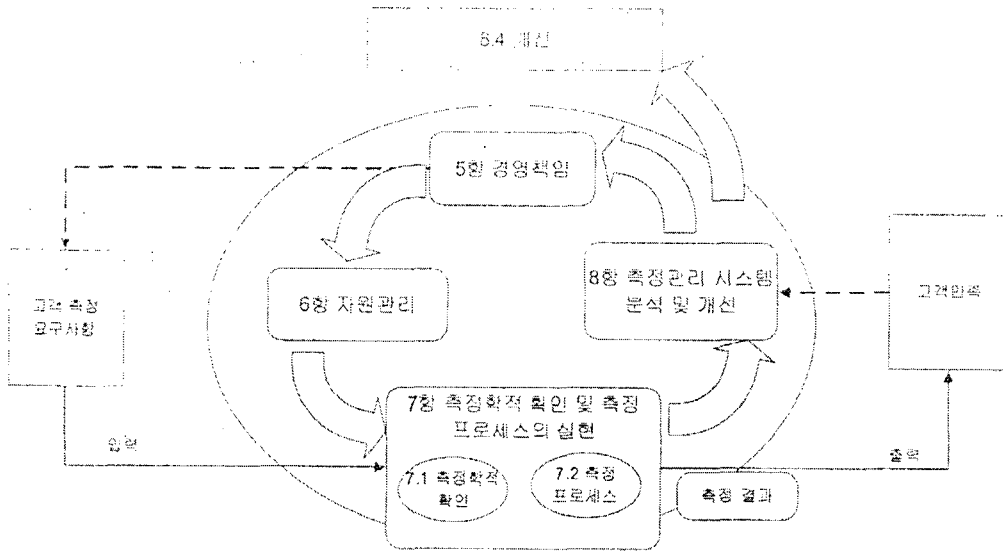 8.4 개선
5항 경영책임
6항 자원관리
8항 측정관리 시스템
분석 및 개선
고객만족
고객 측정
요구사항
7항 측정학적 확인 및 측정
프로세스의 실현
7.1 측정학적
확인
7.2 측정
프로세스
입력
출력
측정 결과